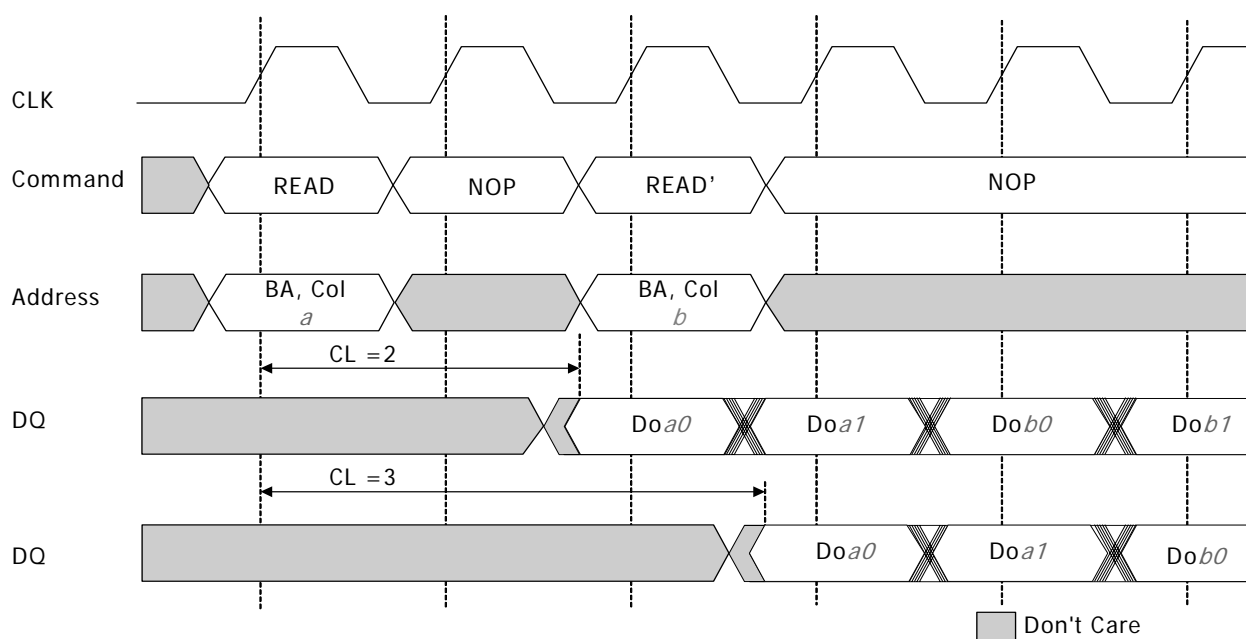 CLK
Command
READ
NOP
READ'
NOP
Address
BA, Col
a
BA, Col
b
CL =2
DQ
Doa0
Doa1
Dob0
Dob1
CL =3
DQ
Doa0
Doa1
Dob0
Don't Care